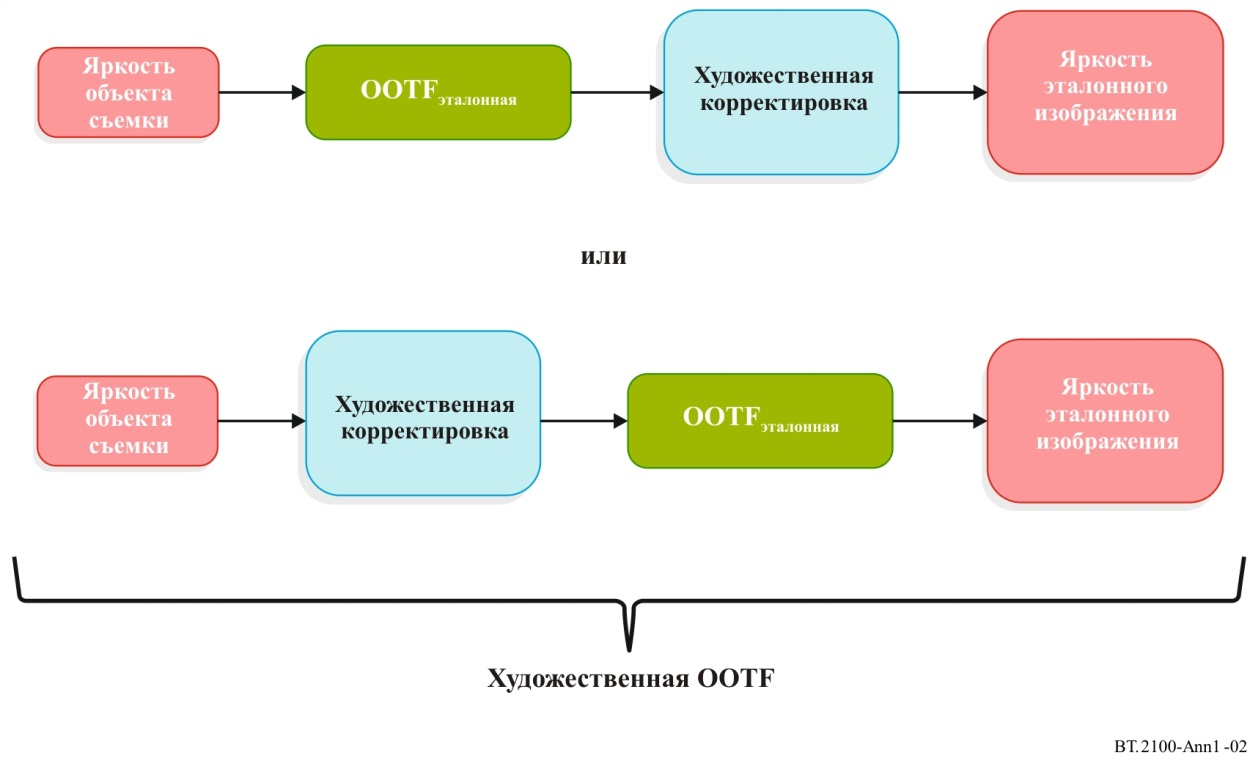 Яркость
объекта
съемки
OOTFэталонная
Художественная
корректировка
Яркость
эталонного
изображения
или
Яркость
объекта
съемки
Художественная
корректировка
OOTFэталонная
Яркость
эталонного
изображения
Художественная OOTF
BT.2100-Ann1-02